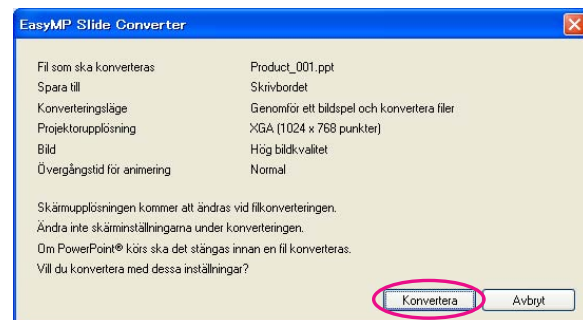 EasyMP Slide Converter
Fil som ska konverteras Product_001.ppt
Spara till Skrivbordet
Konverteringsläge Genomför ett bildspel och konvertera filer
Projektorupplösning XGA (1024 x 768 punkter)
Bild Hög bildkvalitet
Övergångstid för animering Normal
Skärmupplösningen kommer att ändras vid filkonverteringen.
Ändra inte skärminställningarna under konverteringen.
Om PowerPoint® körs ska det stängas innan en fil konverteras.
Vill du konvertera med dessa inställningar?
Konvertera Avbryt